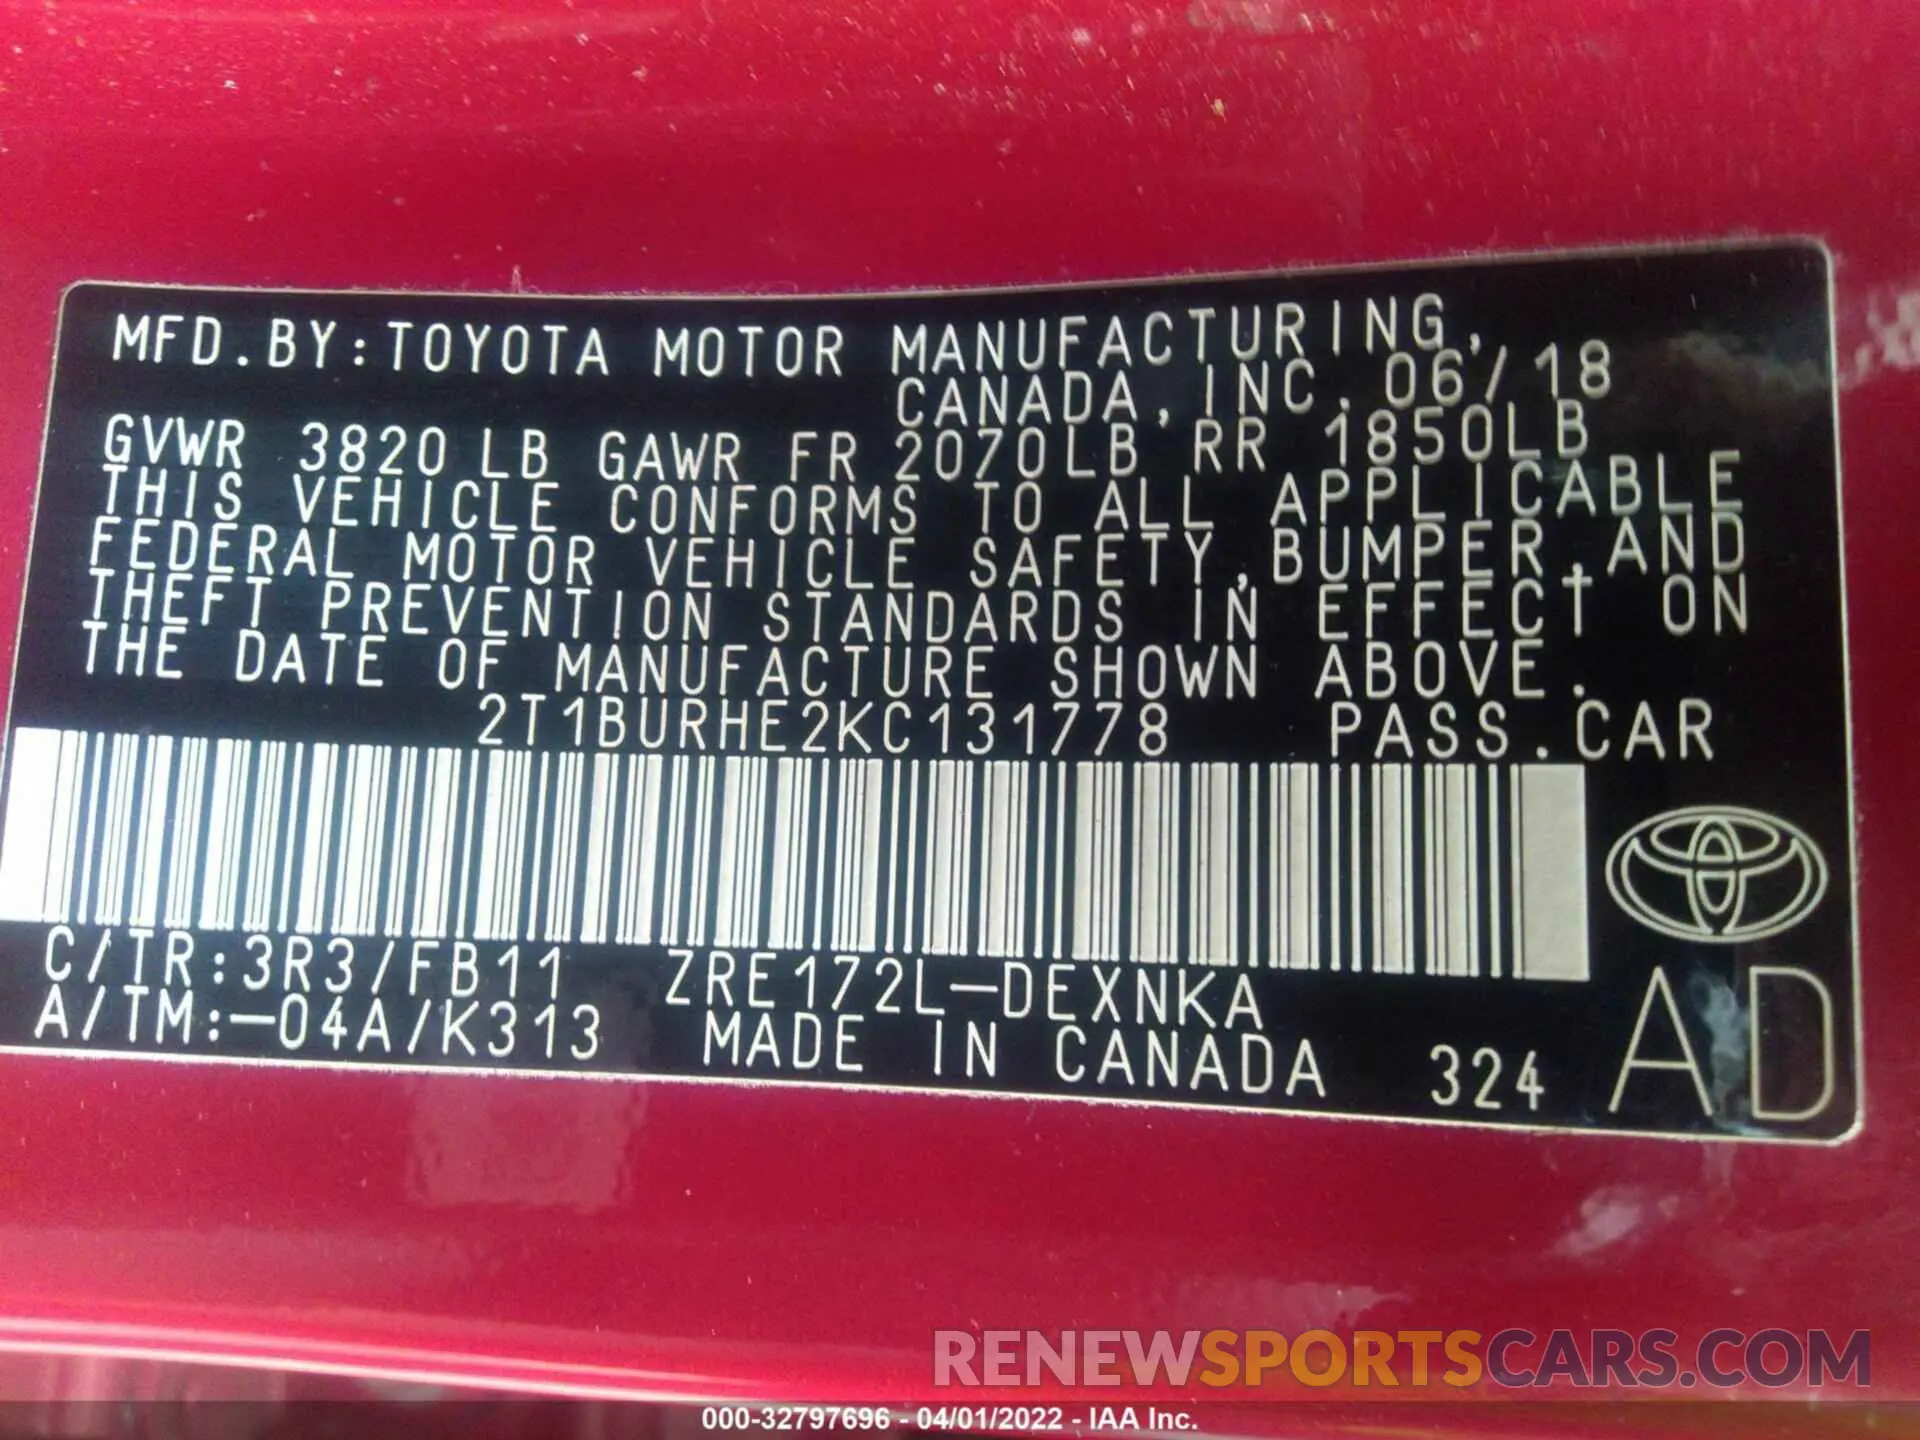 MFD.BY:TOYOTA MOTOR MANUFACTURING,
CANADA, INC. 06/18
GVWR 3820LB GAWR FR 2070LB RR 1850LB
THIS VEHICLE CONFORMS TO ALL APPLICABLE
FEDERAL MOTOR VEHICLE SAFETY, BUMPER, AND
THEFT PREVENTION STANDARDS IN EFFECT ON
THE DATE OF MANUFACTURE SHOWN ABOVE.
2T1BURHE2KC131778 PASS.CAR
C/TR:3R3/FB11 ZRE172L-DEXNKA
A/TM:-04A/K313 MADE IN CANADA 324 AD
RENEWSPORTSCARS.COM
000-32797696 - 04/01/2022 - IAA Inc.